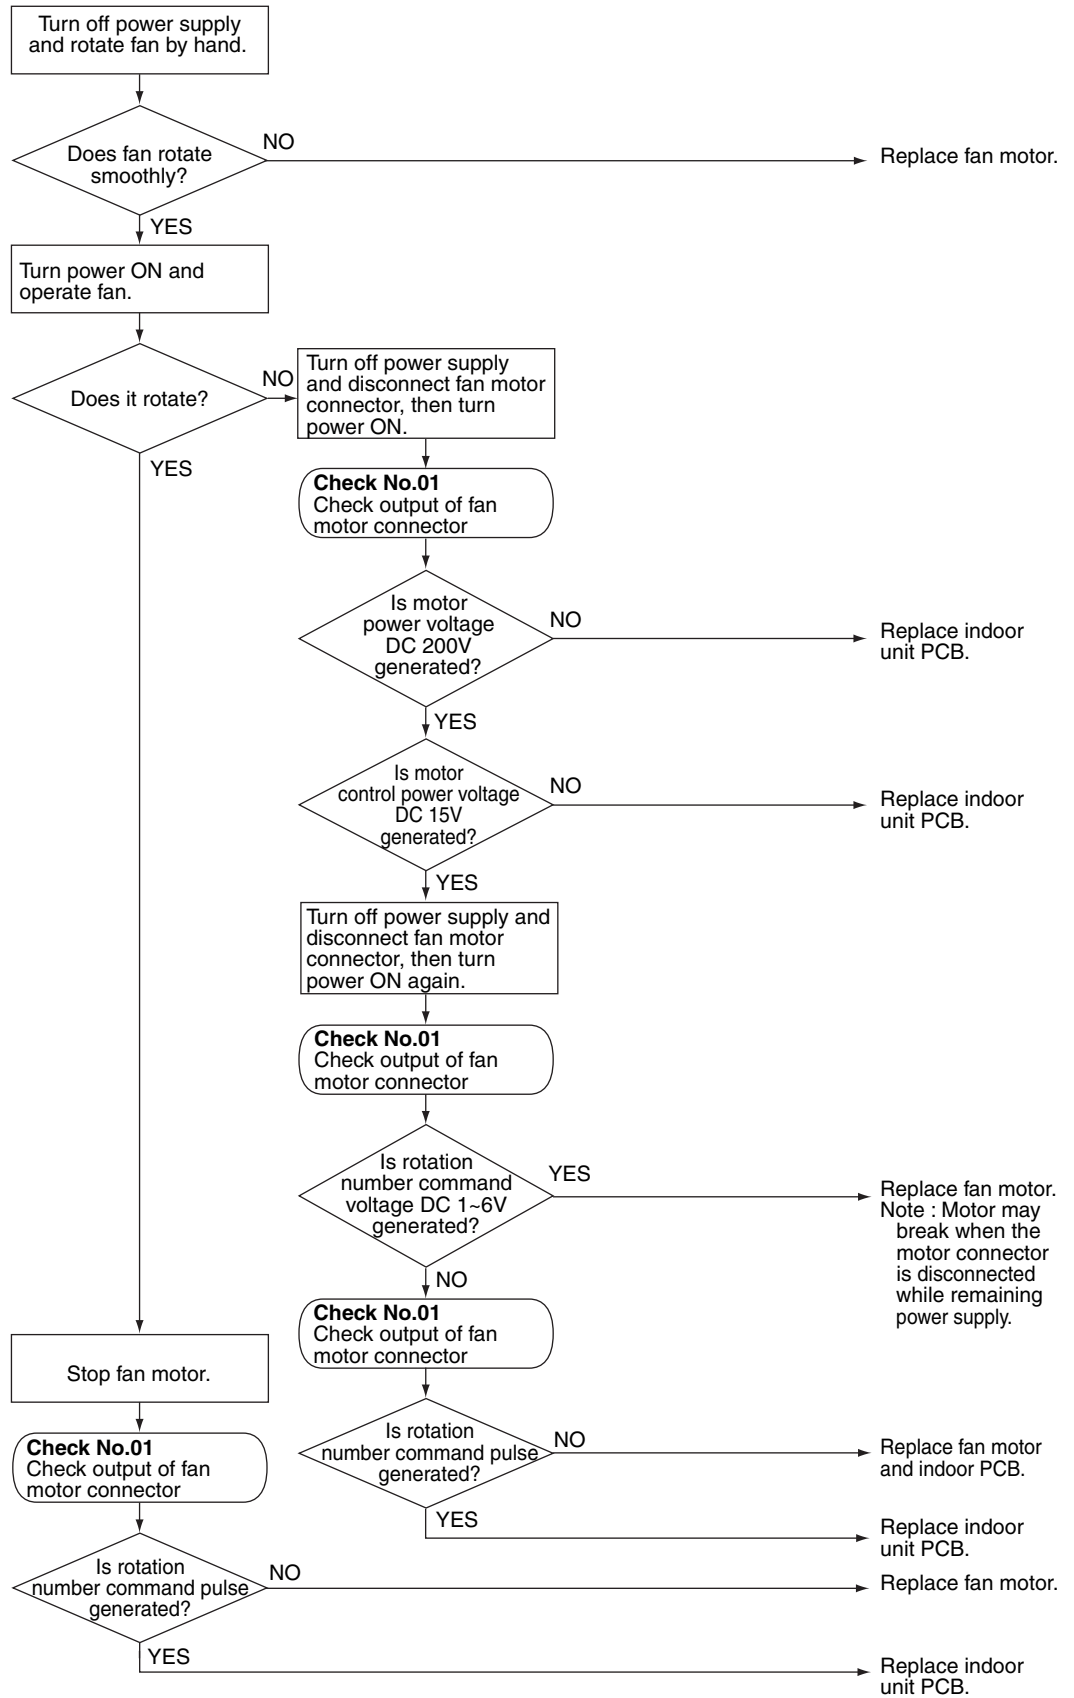 Turn off power supply
and rotate fan by hand.
Does fan rotate
smoothly?
NO
Replace fan motor.
YES
Turn power ON and
operate fan.
Does it rotate?
NO
Turn off power supply
and disconnect fan motor
connector, then turn
power ON.
YES
Check No.01
Check output of fan
motor connector
Is motor
power voltage
DC 200V
generated?
NO
Replace indoor
unit PCB.
YES
Is motor
control power voltage
DC 15V
generated?
NO
Replace indoor
unit PCB.
YES
Turn off power supply and
disconnect fan motor
connector, then turn
power ON again.
Check No.01
Check output of fan
motor connector
Is rotation
number command
voltage DC 1~6V
generated?
YES
Replace fan motor.
Note : Motor may
break when the
motor connector
is disconnected
while remaining
power supply.
NO
Check No.01
Check output of fan
motor connector
Stop fan motor.
Is rotation
number command pulse
generated?
NO
Replace fan motor
and indoor PCB.
YES
Replace indoor
unit PCB.
Check No.01
Check output of fan
motor connector
Is rotation
number command pulse
generated?
NO
Replace fan motor.
YES
Replace indoor
unit PCB.